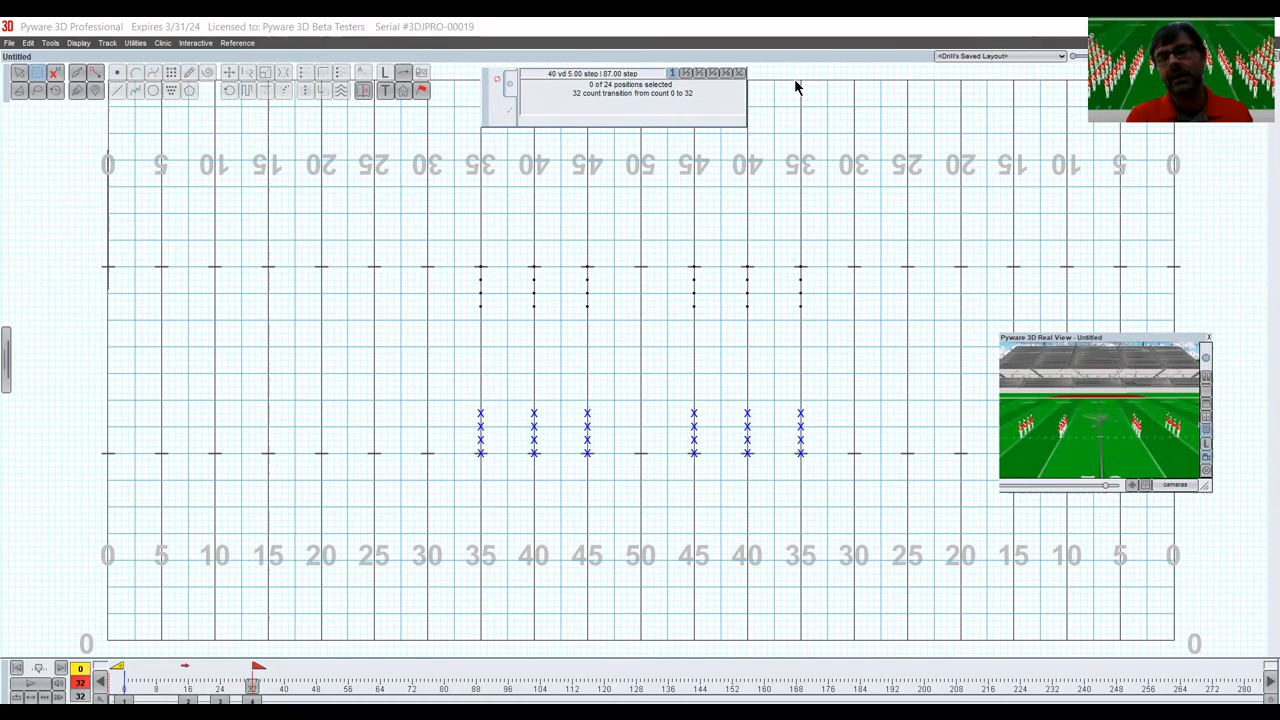 3D Pyware 3D Professional Expires 3/31/24 Licensed to: Pyware 3D Beta Testers Serial #3DJPRO-00019
File Edit Tools Display Track Utilities Clinic Interactive Reference
Untitled
<Drill's Saved Layout>
40 yd 5.00 step | 87.00 step
0 of 24 positions selected
32 count transition from count 0 to 32
L
T
0 5 10 15 20 25 30 35 40 45 45 40 35 30 25 20 15 10 5 0
Pyware 3D Real View - Untitled X
L
cameras
0 5 10 15 20 25 30 35 40 45 50 45 40 35 30 25 20 15 10 5 0
0 0
0
32
32
0 8 16 24 32 40 48 56 64 72 80 88 96 104 112 120 128 136 144 152 160 168 176 184 192 200 208 216 224 232 240 248 256 264 272 280
1 2 3 4